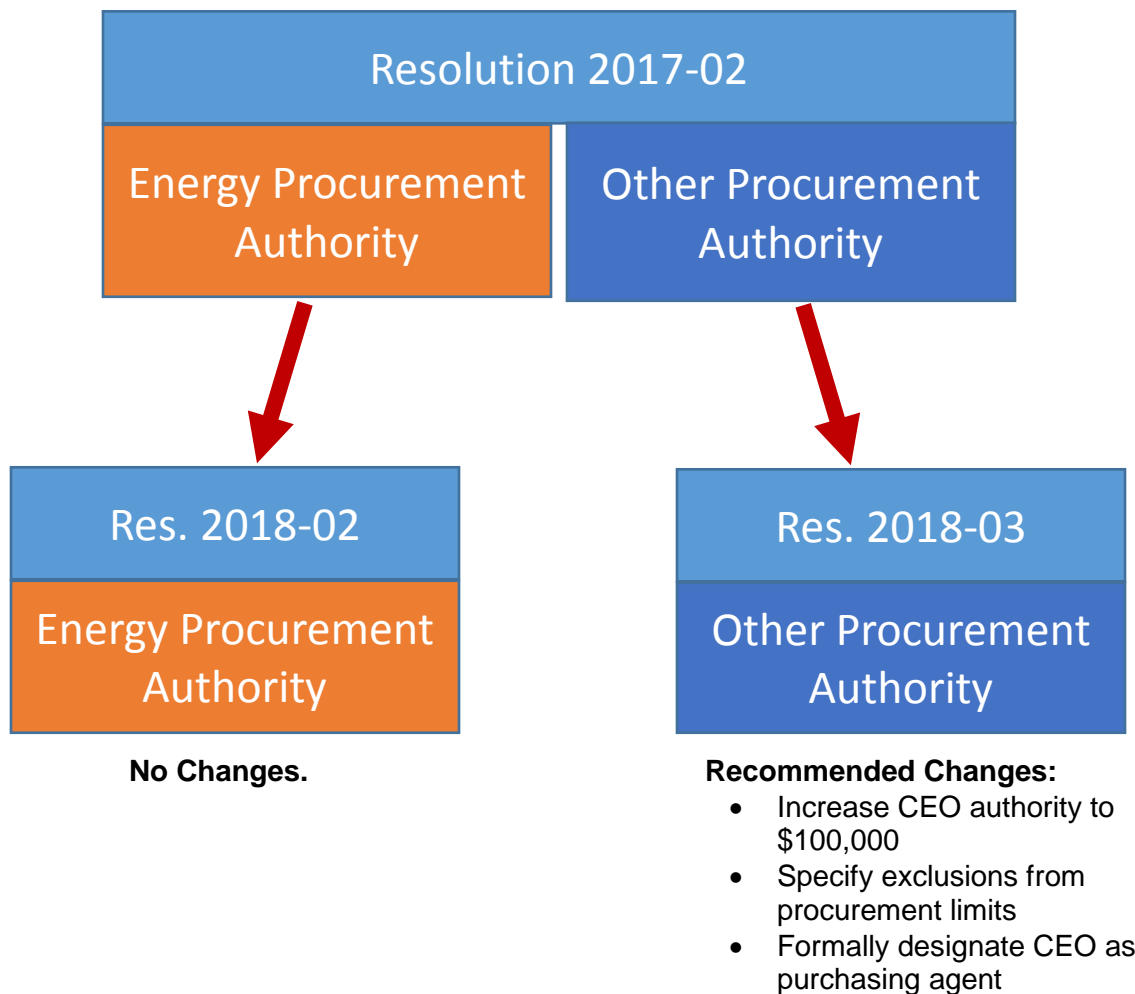 Resolution 2017-02
Energy Procurement
Authority
Other Procurement
Authority
Res. 2018-02
Energy Procurement
Authority
No Changes.
Res. 2018-03
Other Procurement
Authority
Recommended Changes:
• Increase CEO authority to
$100,000
• Specify exclusions from
procurement limits
• Formally designate CEO as
purchasing agent